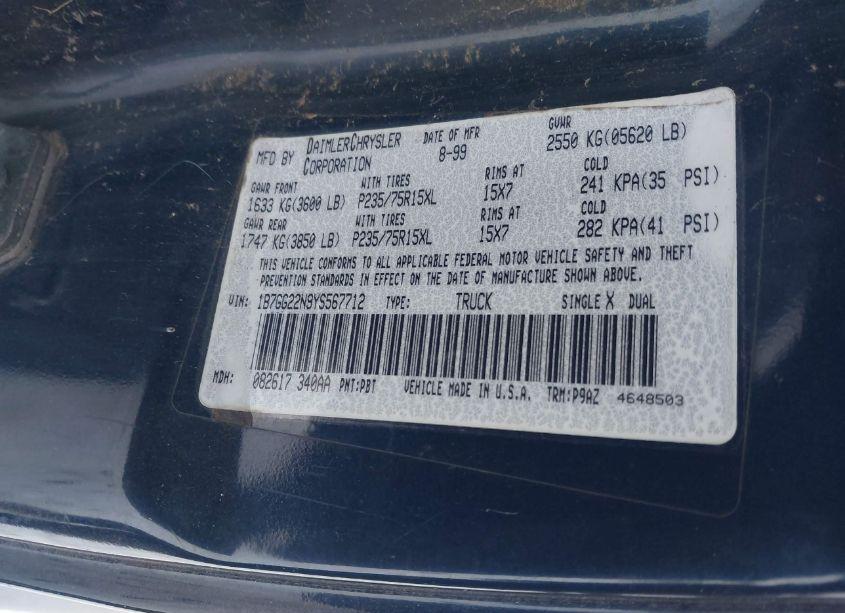 MFD BY DAIMLERCHRYSLER CORPORATION DATE OF MFR 8-99 GVWR 2550 KG(05620 LB)
GAWR FRONT WITH TIRES RIMS AT COLD
1633 KG(3600 LB) P235/75R15XL 15X7 241 KPA(35 PSI)
GAWR REAR WITH TIRES RIMS AT COLD
1747 KG(3850 LB) P235/75R15XL 15X7 282 KPA(41 PSI)
THIS VEHICLE CONFORMS TO ALL APPLICABLE FEDERAL MOTOR VEHICLE SAFETY AND THEFT
PREVENTION STANDARDS IN EFFECT ON THE DATE OF MANUFACTURE SHOWN ABOVE.
VIN: 1B7GG22N9YS567712 TYPE: TRUCK SINGLE X DUAL
MDH: 082617 340AA PNT:PBT VEHICLE MADE IN U.S.A. TRM:P9AZ 4648503